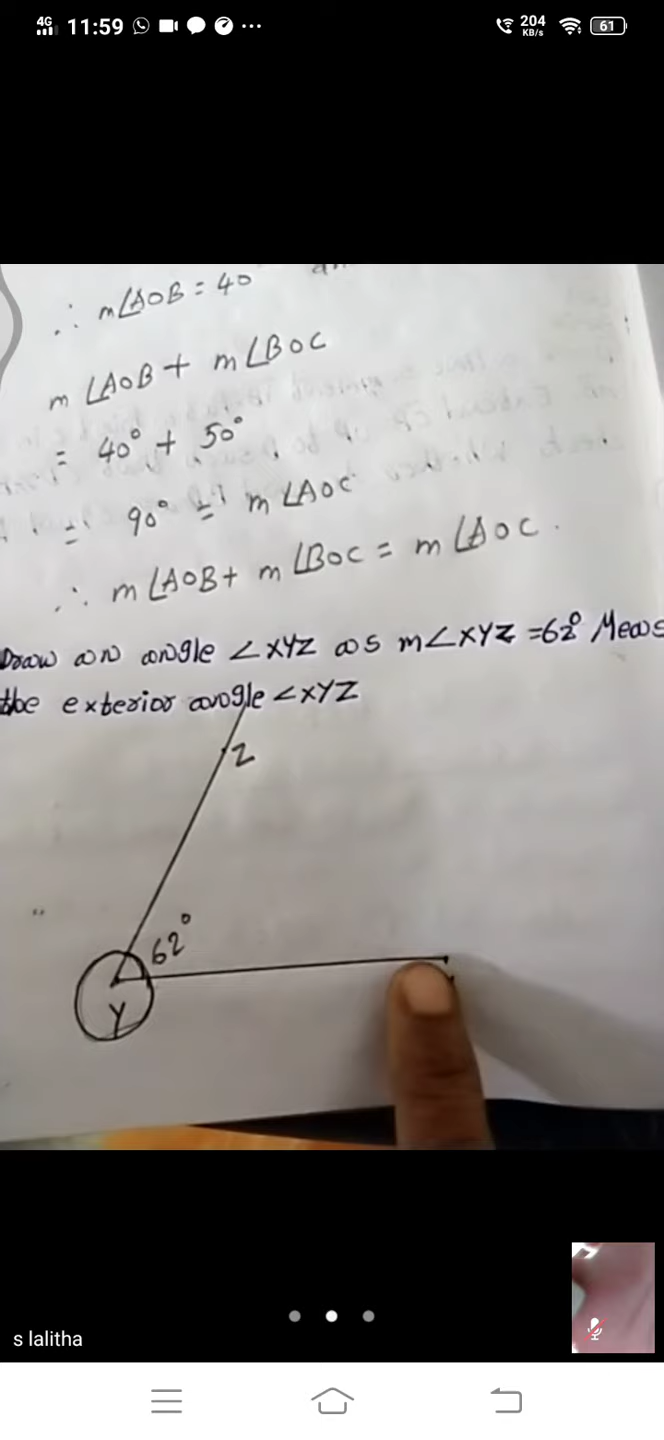 4G 11:59 204 KB/s 61
∴ m∠AOB = 40
m∠AOB + m∠BOC
= 40° + 50°
= 90° = m∠AOC
∴ m∠AOB + m∠BOC = m∠AOC.
Draw an angle ∠XYZ as m∠XYZ =62° Meas
the exterior angle ∠XYZ
Z
62°
Y
s lalitha